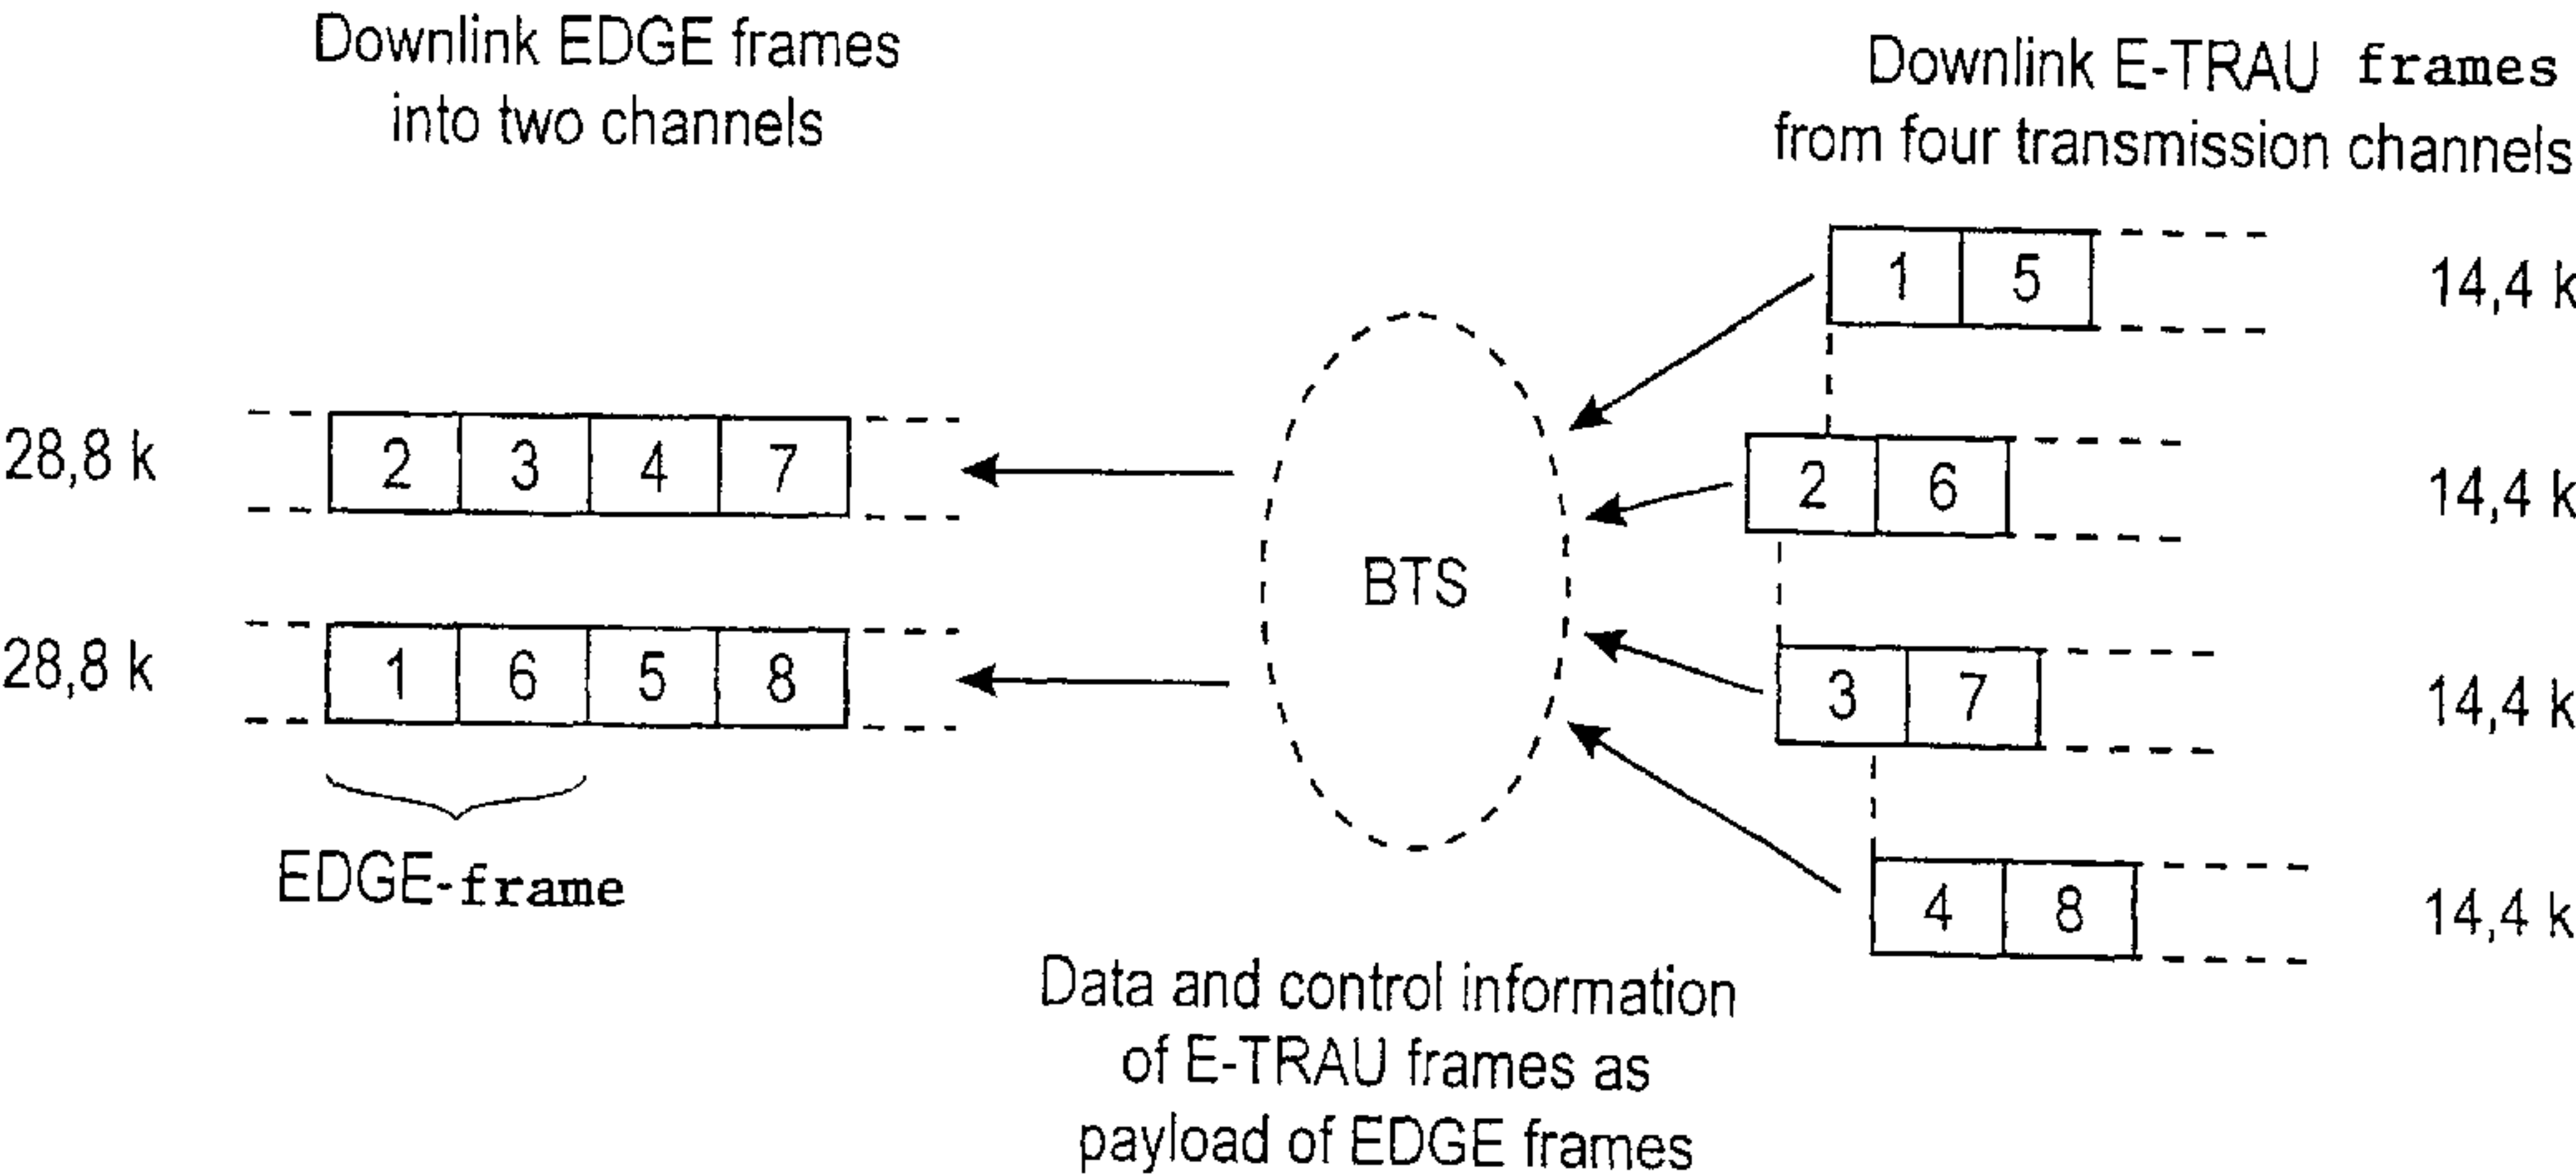 Downlink EDGE frames
into two channels
Downlink E-TRAU frames
from four transmission channels
1 5
14,4 k
28,8 k
2 3 4 7
2 6
14,4 k
BTS
28,8 k
1 6 5 8
3 7
14,4 k
EDGE-frame
4 8
14,4 k
Data and control information
of E-TRAU frames as
payload of EDGE frames